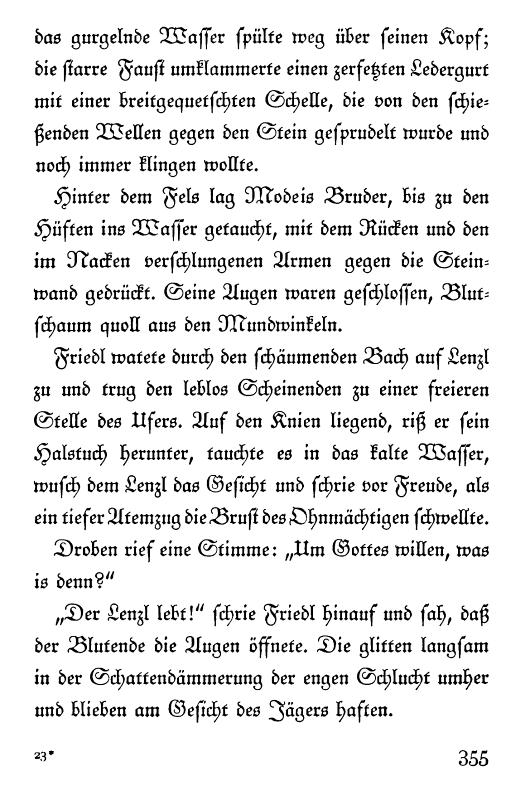 das gurgelnde Wasser spülte weg über seinen Kopf;
die starre Faust umklammerte einen zerfetzten Ledergurt
mit einer breitgequetschten Schelle, die von den schie-
ßenden Wellen gegen den Stein gesprudelt wurde und
noch immer klingen wollte.
Hinter dem Fels lag Modeis Bruder, bis zu den
Hüften ins Wasser getaucht, mit dem Rücken und den
im Nacken verschlungenen Armen gegen die Stein-
wand gedrückt. Seine Augen waren geschlossen, Blut-
schaum quoll aus den Mundwinkeln.
Friedl watete durch den schäumenden Bach auf Lenzl
zu und trug den leblos Scheinenden zu einer freieren
Stelle des Ufers. Auf den Knien liegend, riß er sein
Halstuch herunter, tauchte es in das kalte Wasser,
wusch dem Lenzl das Gesicht und schrie vor Freude, als
ein tiefer Atemzug die Brust des Ohnmächtigen schwellte.
Droben rief eine Stimme: „Um Gottes willen, was
is denn?“
„Der Lenzl lebt!“ schrie Friedl hinauf und sah, daß
der Blutende die Augen öffnete. Die glitten langsam
in der Schattendämmerung der engen Schlucht umher
und blieben am Gesicht des Jägers haften.
23* 355